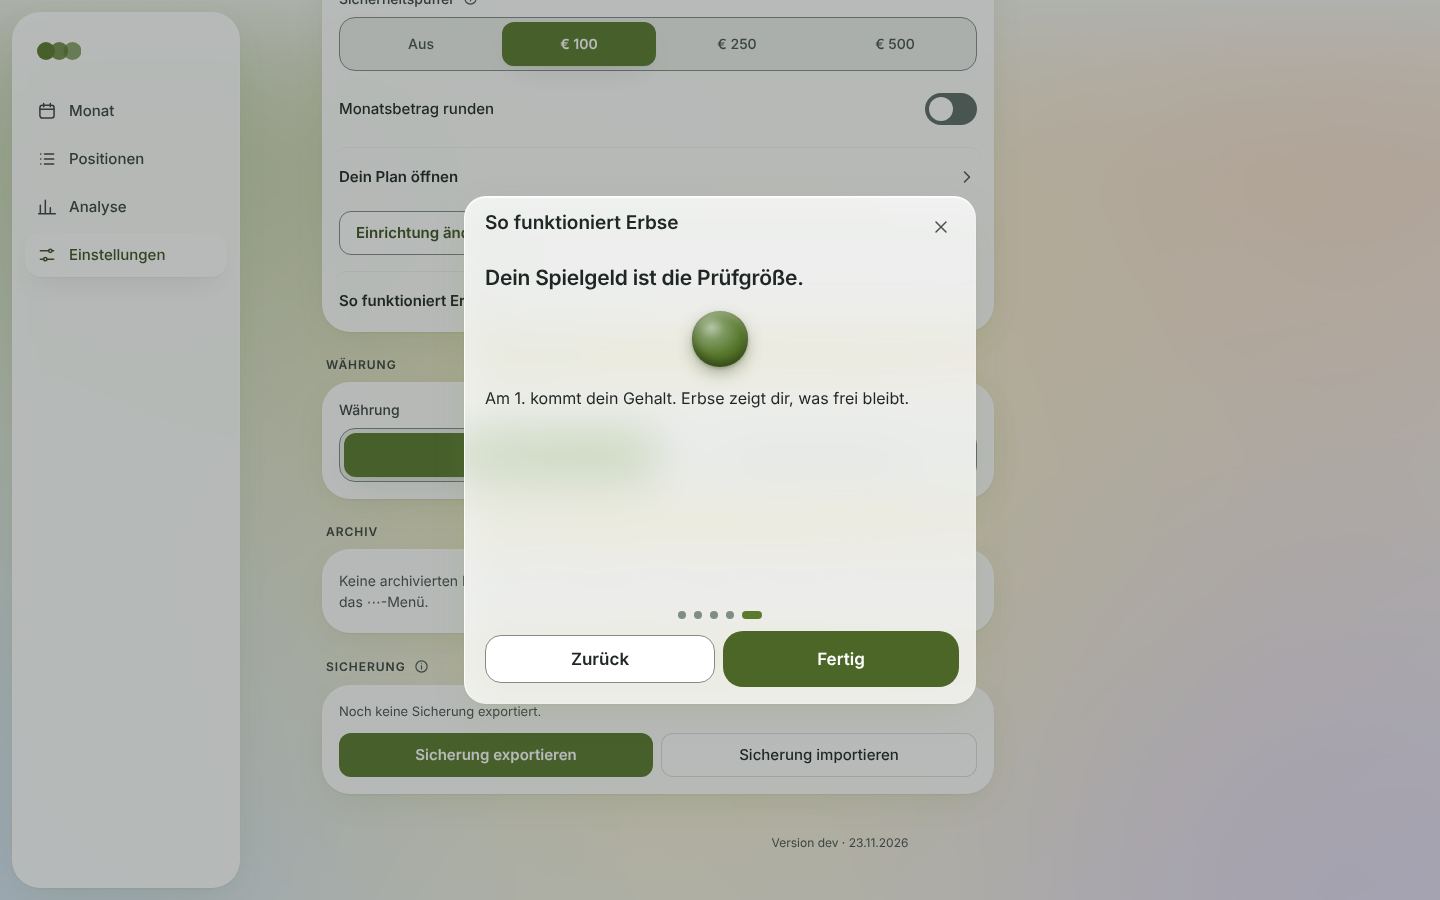 Monat
Positionen
Analyse
Einstellungen
Sicherheitspuffer
Aus
€ 100
€ 250
€ 500
Monatsbetrag runden
Dein Plan öffnen
Einrichtung än
So funktioniert Er
WÄHRUNG
Währung
ARCHIV
Keine archivierten
das ···-Menü.
SICHERUNG
Noch keine Sicherung exportiert.
Sicherung exportieren
Sicherung importieren
Version dev · 23.11.2026
So funktioniert Erbse
Dein Spielgeld ist die Prüfgröße.
Am 1. kommt dein Gehalt. Erbse zeigt dir, was frei bleibt.
Zurück
Fertig